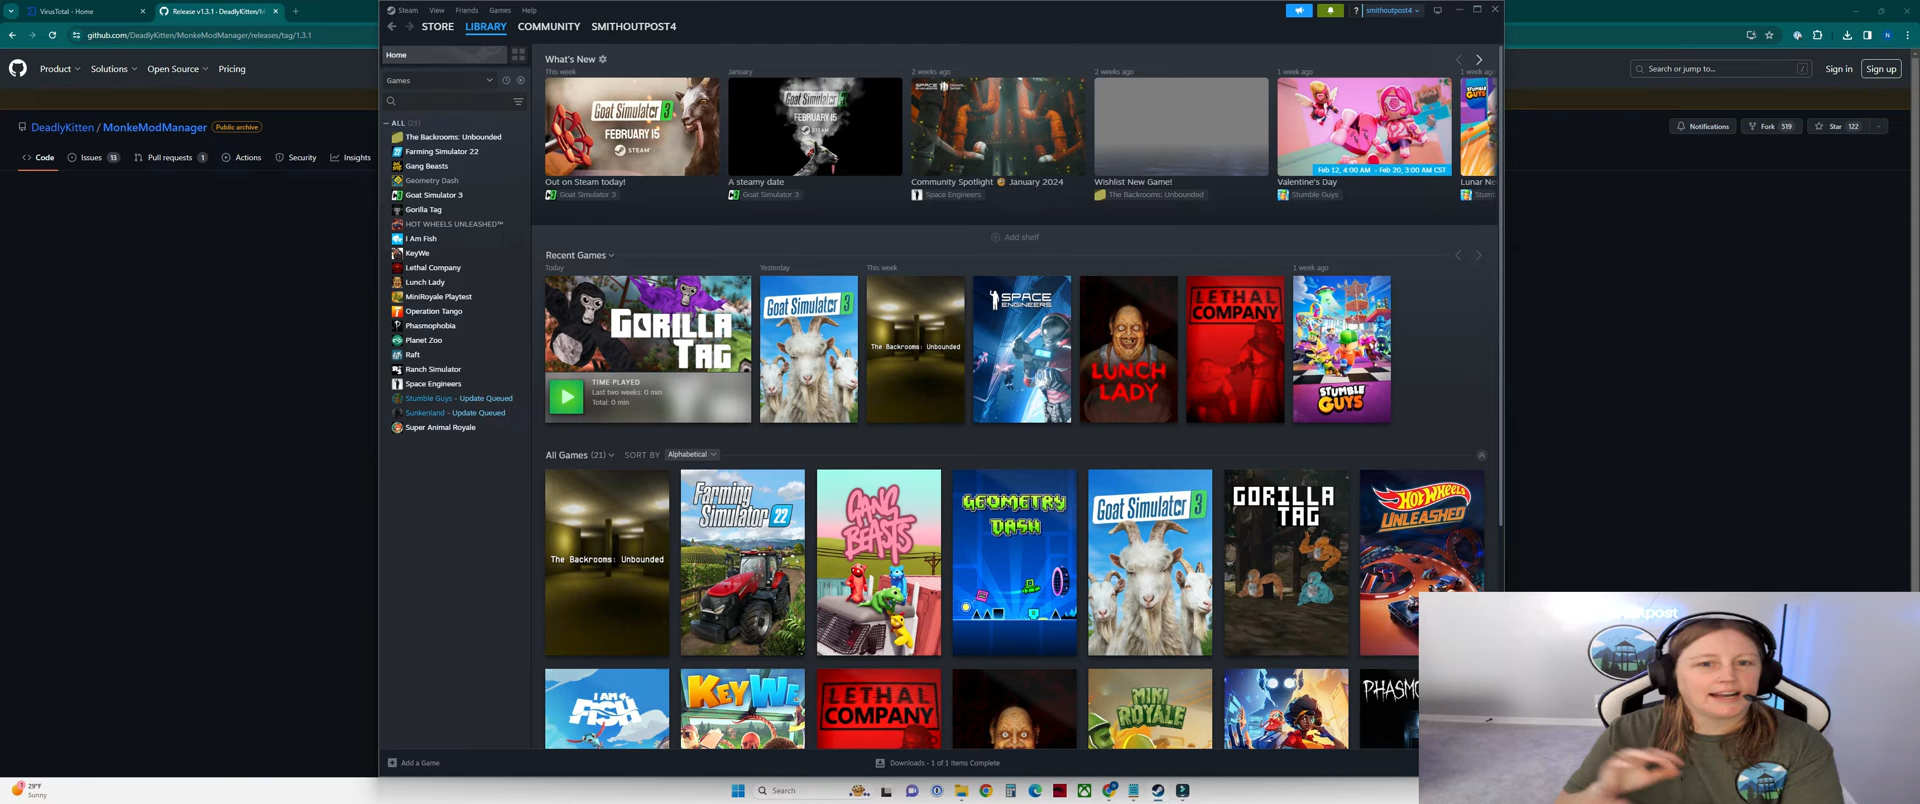 VirusTotal - Home
Release v1.3.1 · DeadlyKitten/M
github.com/DeadlyKitten/MonkeModManager/releases/tag/1.3.1
Product
Solutions
Open Source
Pricing
Search or jump to...
/
Sign in
Sign up
DeadlyKitten / MonkeModManager
Public archive
Notifications
Fork 519
Star 122
Code
Issues 13
Pull requests 1
Actions
Security
Insights
Steam
View
Friends
Games
Help
smithoutpost4
STORE
LIBRARY
COMMUNITY
SMITHOUTPOST4
Home
Games
ALL (21)
The Backrooms: Unbounded
Farming Simulator 22
Gang Beasts
Geometry Dash
Goat Simulator 3
Gorilla Tag
HOT WHEELS UNLEASHED™
I Am Fish
KeyWe
Lethal Company
Lunch Lady
MiniRoyale Playtest
Operation Tango
Phasmophobia
Planet Zoo
Raft
Ranch Simulator
Space Engineers
Stumble Guys - Update Queued
Sunkenland - Update Queued
Super Animal Royale
What's New
This week
January
2 weeks ago
2 weeks ago
1 week ago
1 week ag
Goat Simulator 3
FEBRUARY 15
STEAM
Goat Simulator 3
FEBRUARY 15
STEAM
Feb 12, 4:00 AM - Feb 20, 3:00 AM CST
Out on Steam today!
A steamy date
Community Spotlight
January 2024
Wishlist New Game!
Valentine's Day
Lunar Ne
Goat Simulator 3
Goat Simulator 3
Space Engineers
The Backrooms: Unbounded
Stumble Guys
Stumb
Add shelf
Recent Games
Today
Yesterday
This week
1 week ago
GORILLA
TAG
TIME PLAYED
Last two weeks: 0 min
Total: 0 min
Goat Simulator 3
The Backrooms: Unbounded
SPACE
ENGINEERS
LUNCH
LADY
LETHAL
COMPANY
STUMBLE
GUYS
All Games (21)
SORT BY
Alphabetical
The Backrooms: Unbounded
Farming
Simulator 22
GANG
BEASTS
GEOMETRY
DASH
Goat Simulator 3
GORILLA
TAG
HOT WHEELS
UNLEASHED
I AM
FISH
KEYWE
LETHAL
COMPANY
MINI
ROYALE
PHASMO
Add a Game
Downloads - 1 of 1 Items Complete
29°F
Sunny
Search